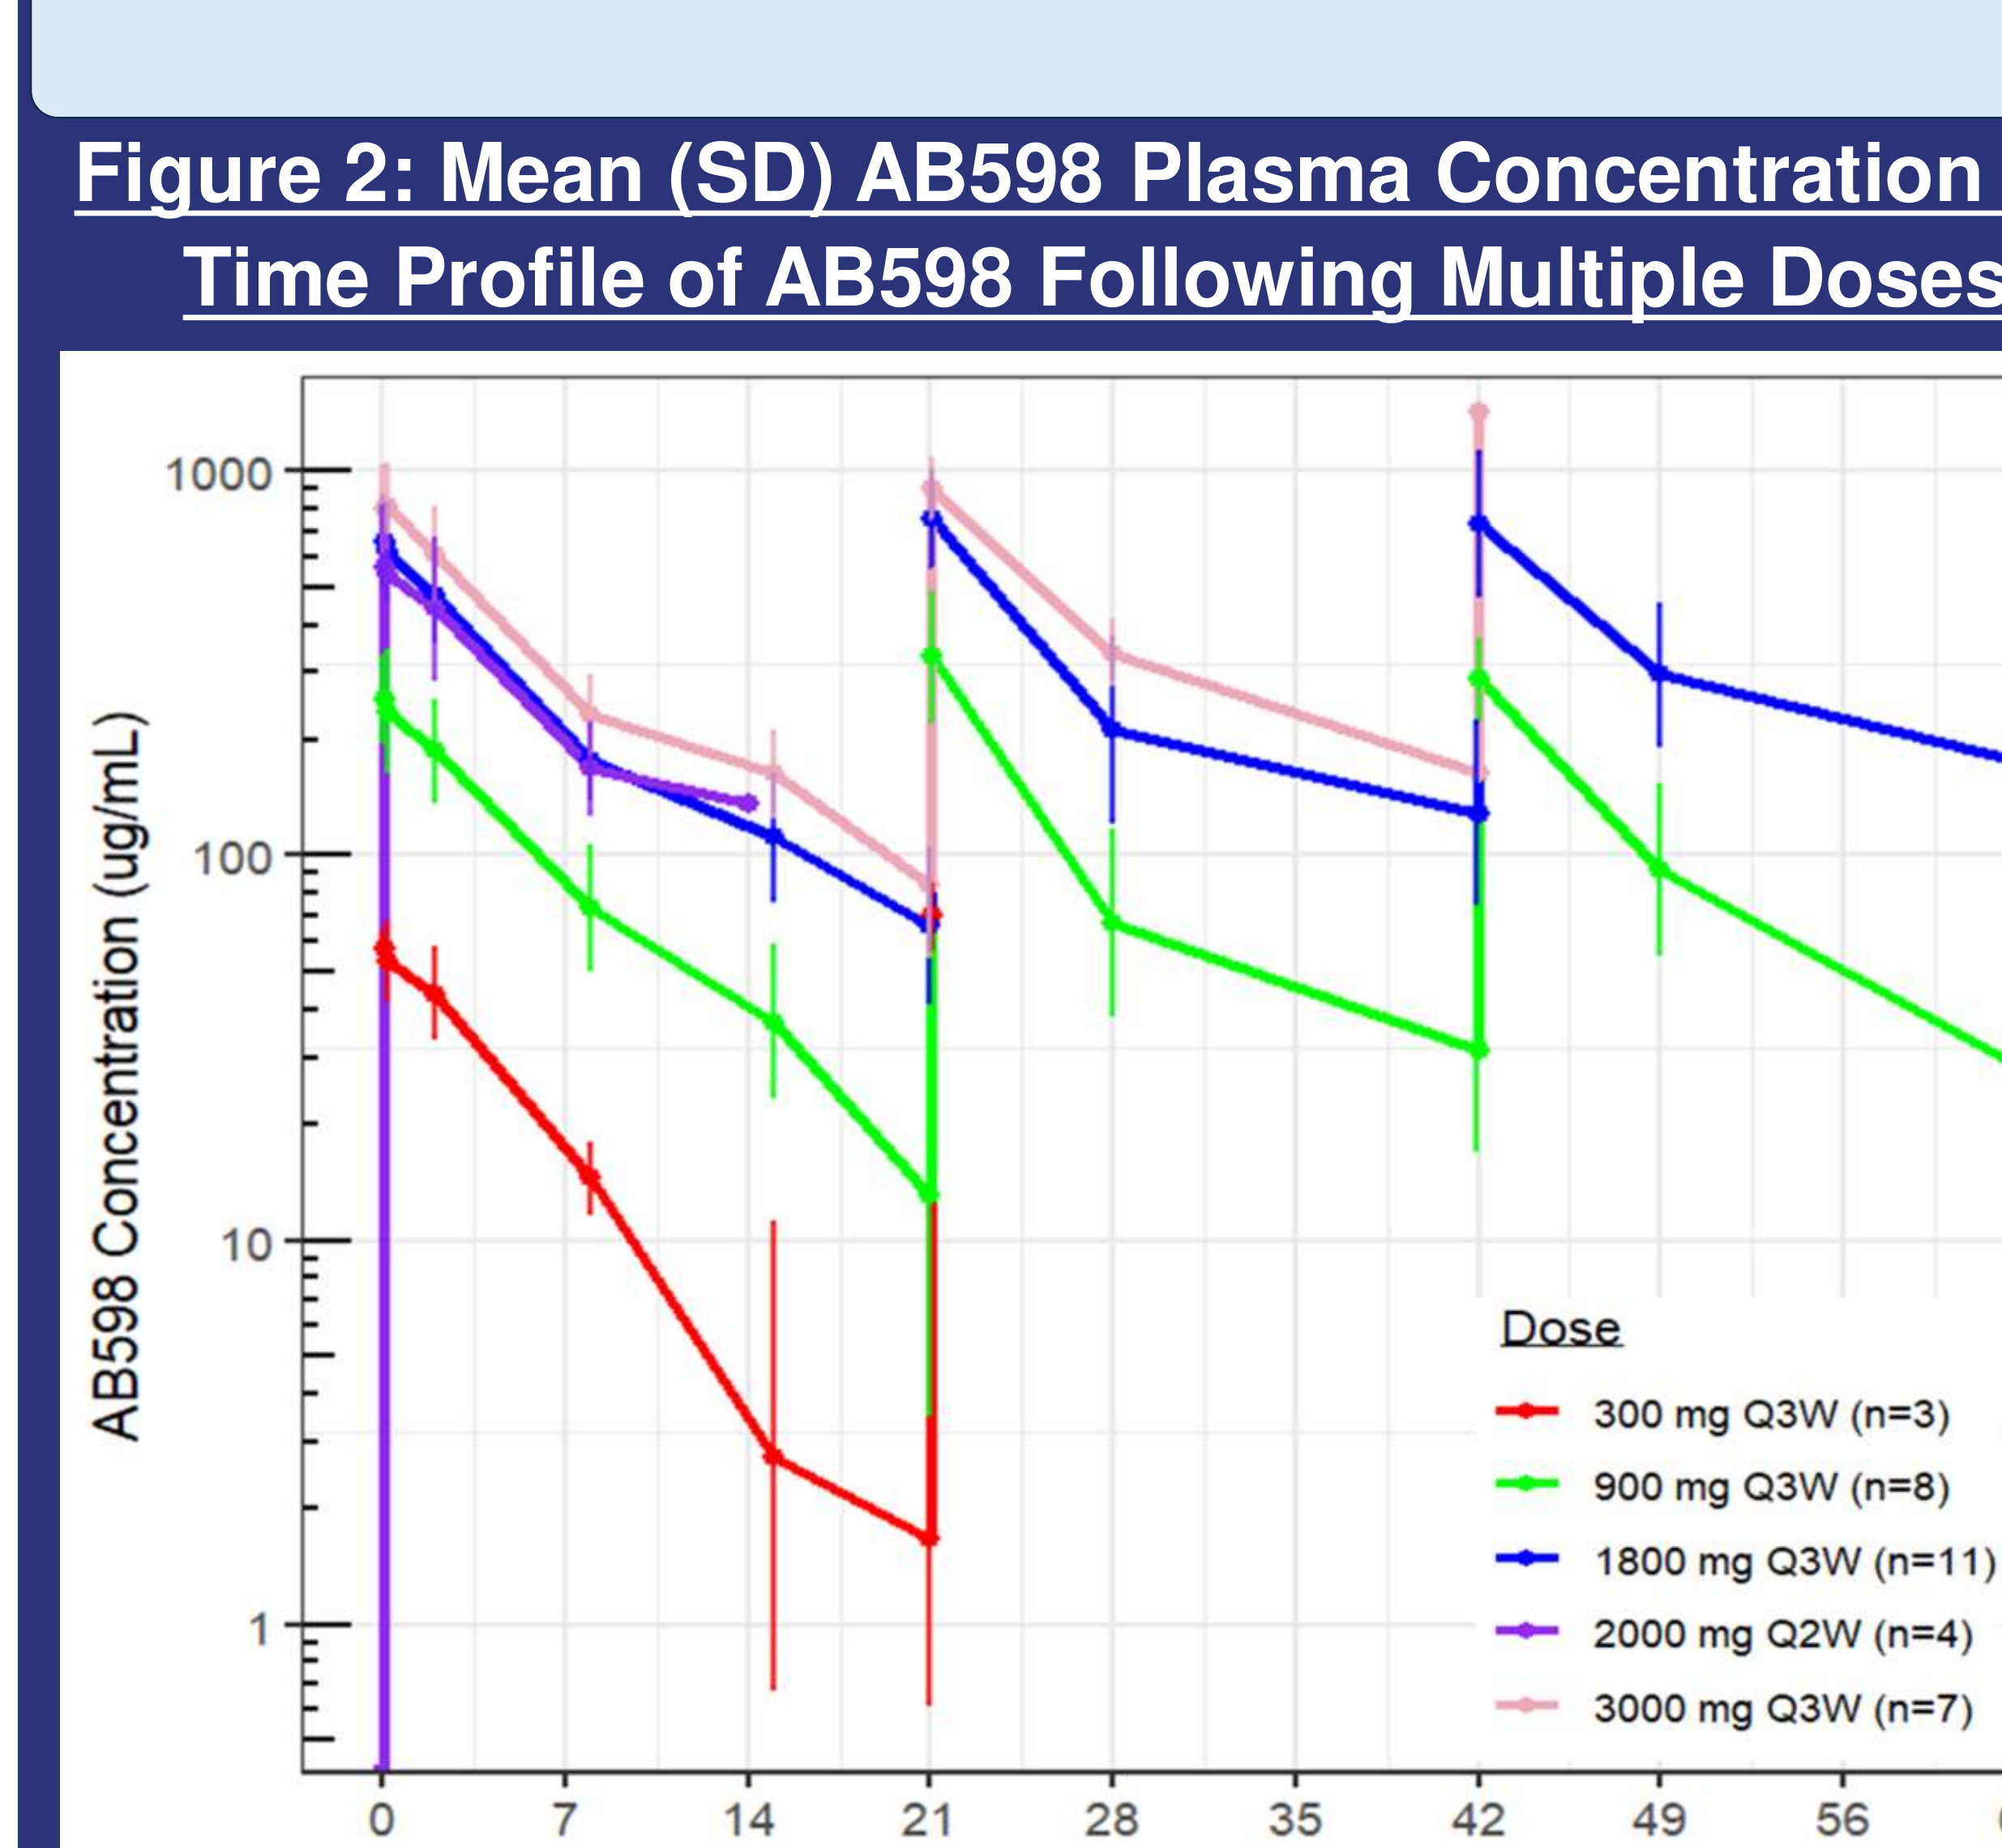 Figure 2: Mean (SD) AB598 Plasma Concentration
Time Profile of AB598 Following Multiple Doses
AB598 Concentration (ug/mL)
1000
100
10
1
0 7 14 21 28 35 42 49 56
Dose
300 mg Q3W (n=3)
900 mg Q3W (n=8)
1800 mg Q3W (n=11)
2000 mg Q2W (n=4)
3000 mg Q3W (n=7)